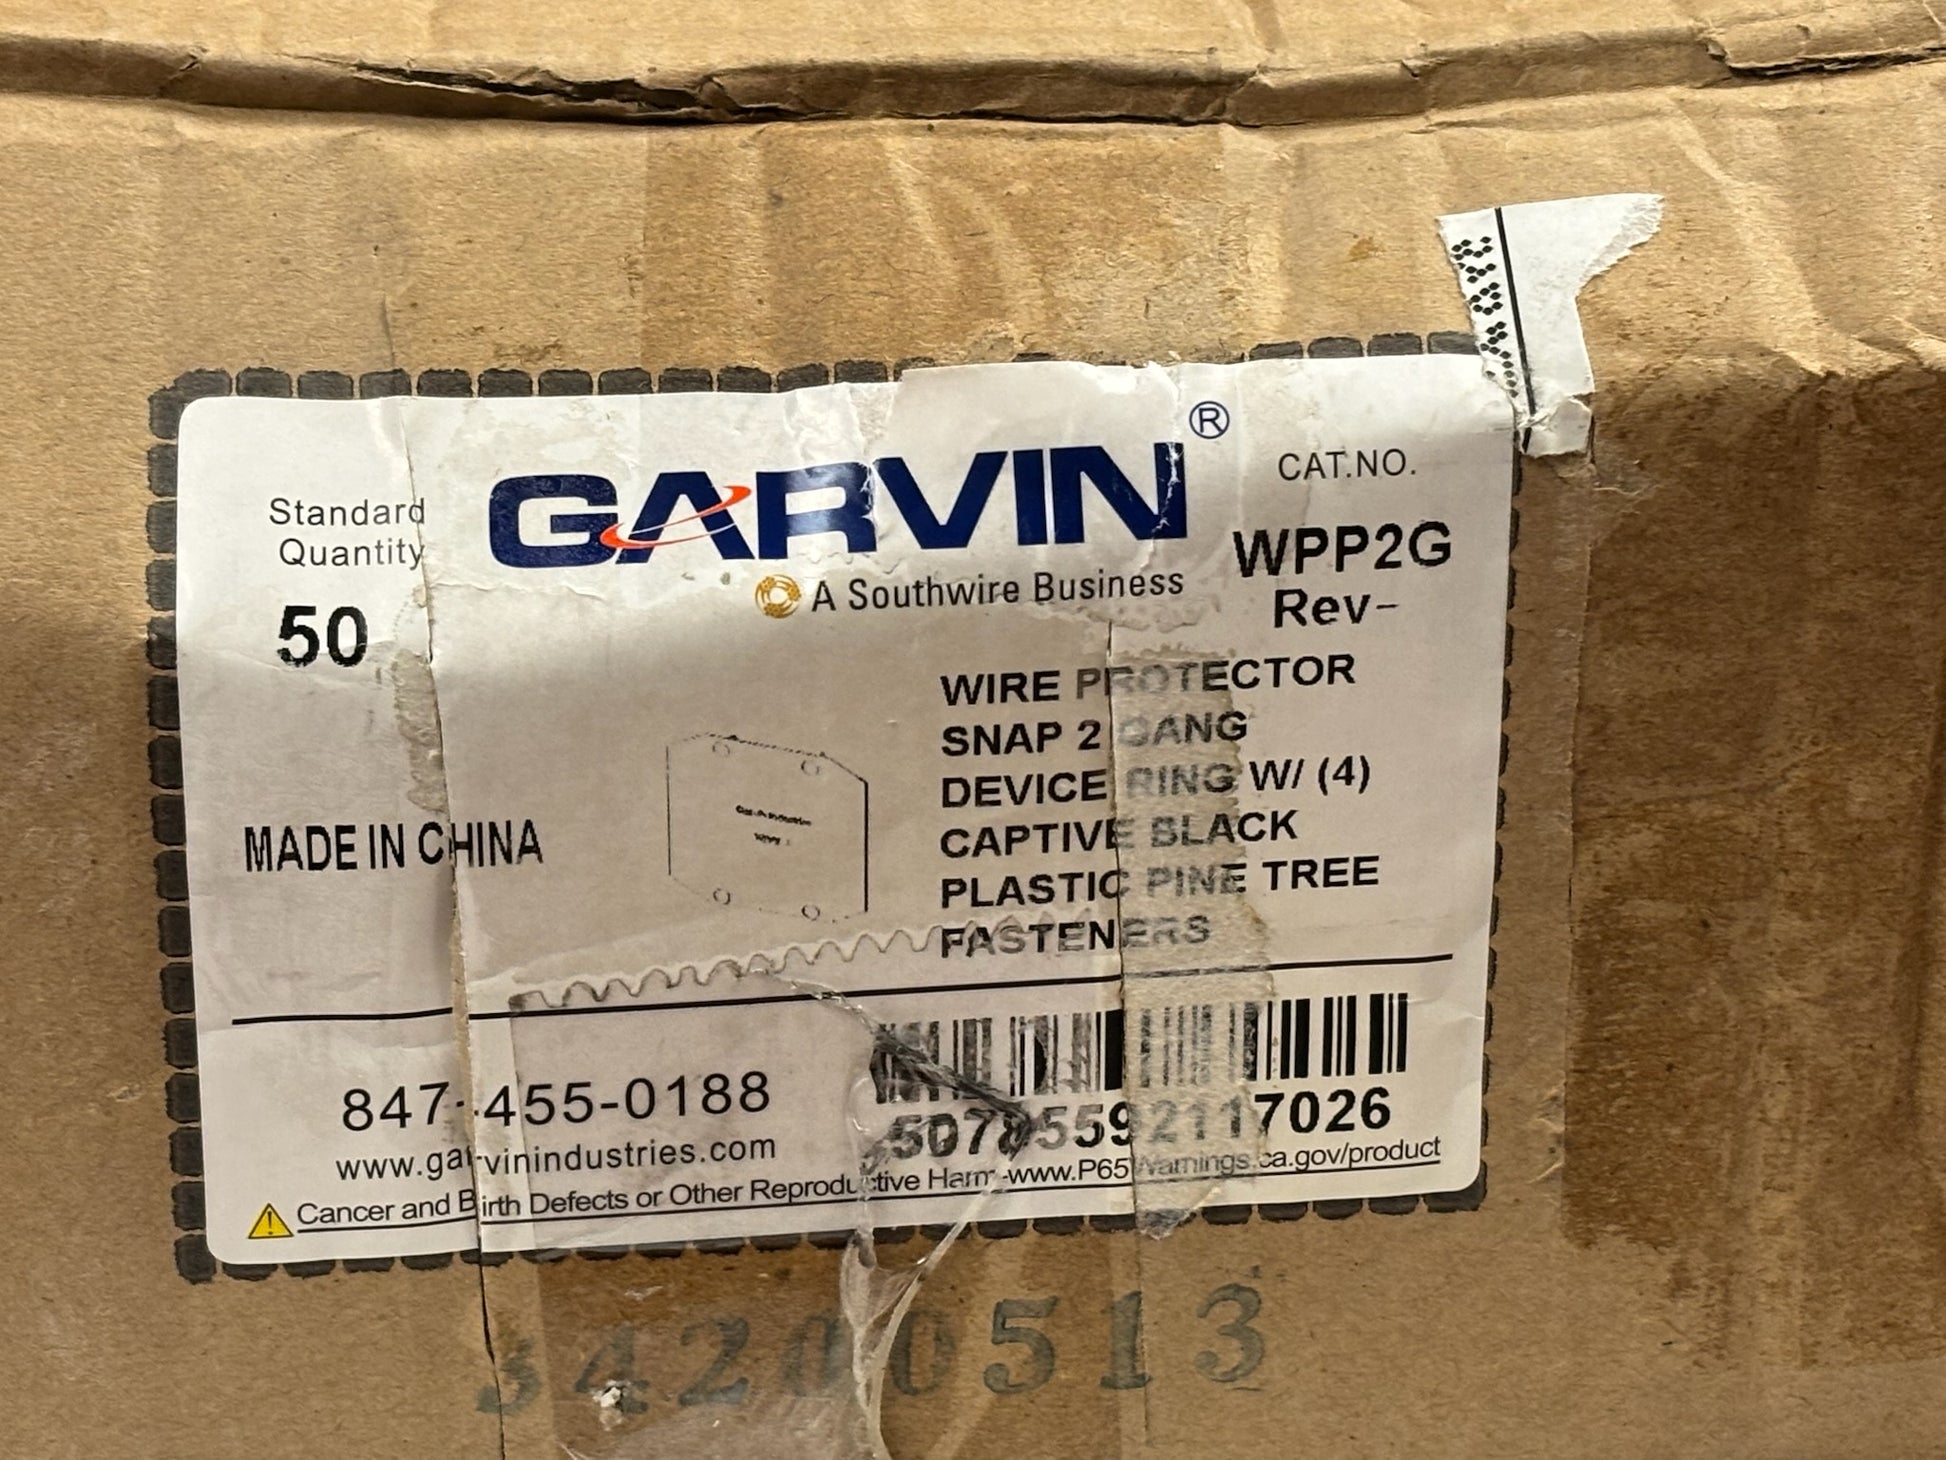 Standard
Quantity
50
GARVIN®
A Southwire Business
CAT.NO.
WPP2G
Rev-
WIRE PROTECTOR
SNAP 2 GANG
DEVICE RING W/ (4)
CAPTIVE BLACK
PLASTIC PINE TREE
FASTENERS
MADE IN CHINA
847-455-0188
www.garvinindustries.com
50785592117026
Cancer and Birth Defects or Other Reproductive Harm-www.P65Warnings.ca.gov/product
34200513